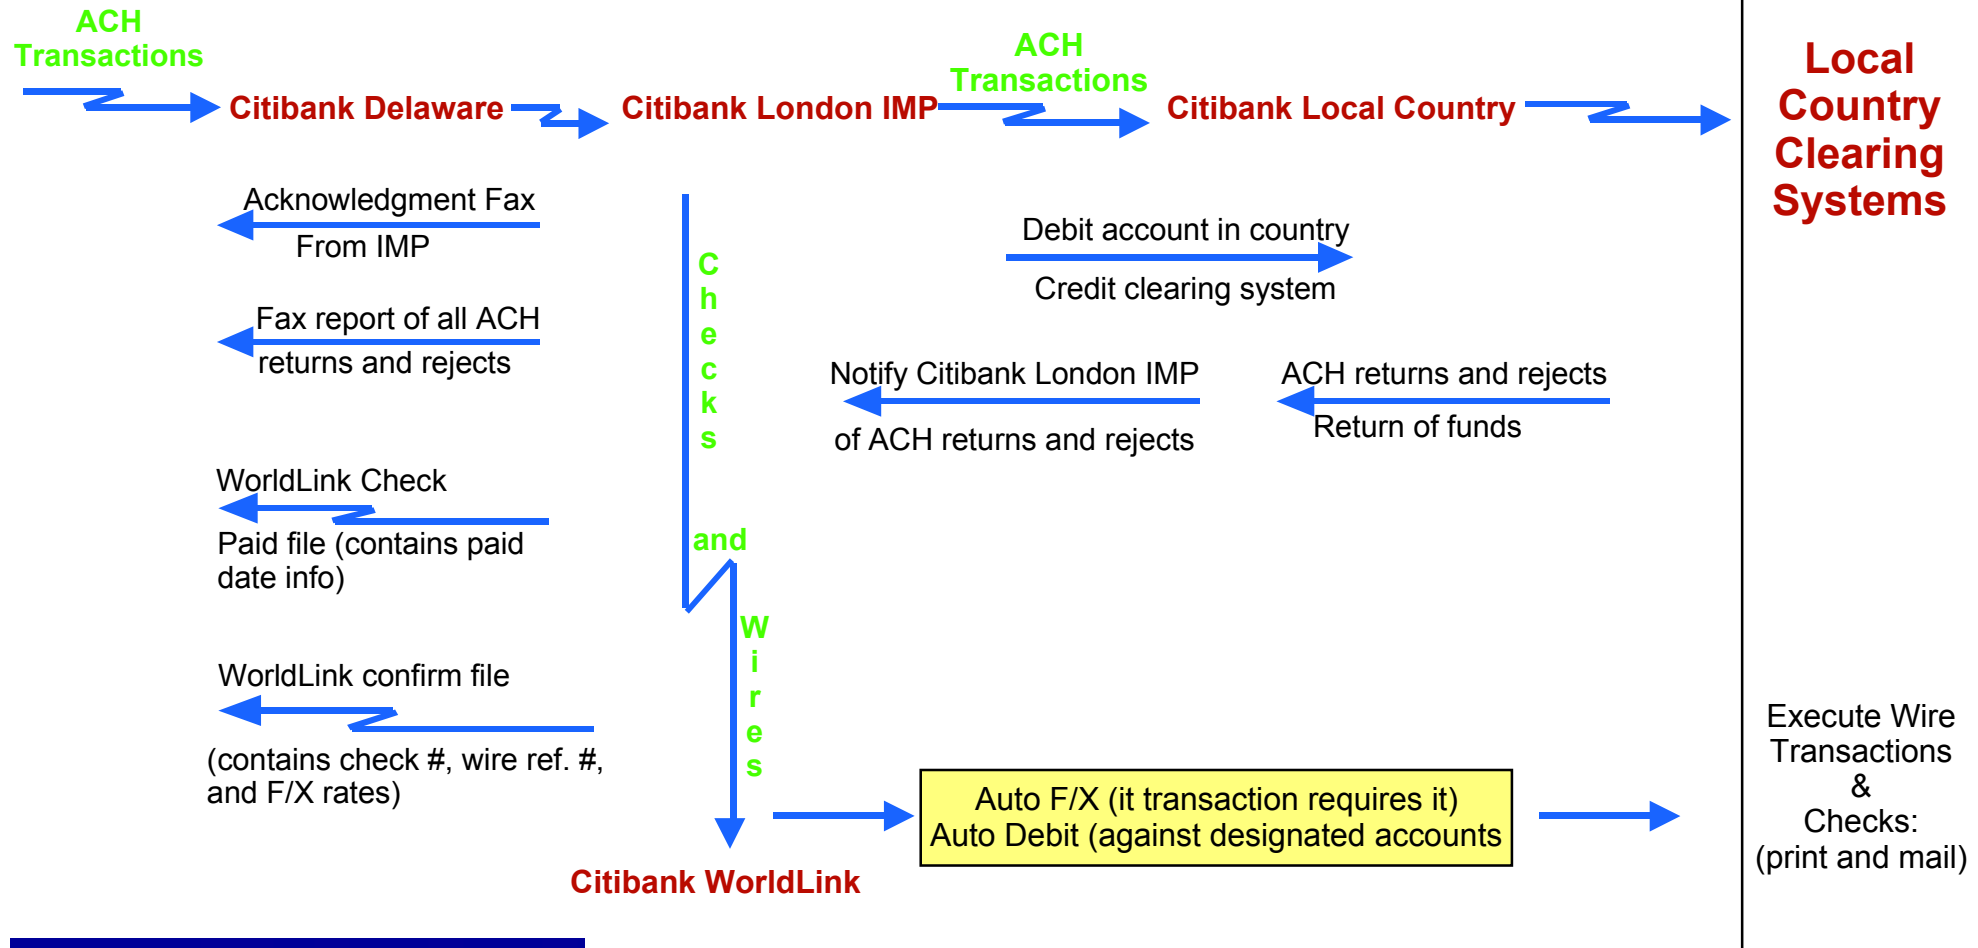 ACH
Transactions
ACH
Transactions
Citibank Delaware
Citibank London IMP
Citibank Local Country
Local
Country
Clearing
Systems
Acknowledgment Fax
From IMP
Fax report of all ACH
returns and rejects
Checks
and
Wires
Debit account in country
Credit clearing system
Notify Citibank London IMP
of ACH returns and rejects
ACH returns and rejects
Return of funds
WorldLink Check
Paid file (contains paid
date info)
WorldLink confirm file
(contains check #, wire ref. #,
and F/X rates)
Auto F/X (it transaction requires it)
Auto Debit (against designated accounts
Citibank WorldLink
Execute Wire
Transactions
&
Checks:
(print and mail)